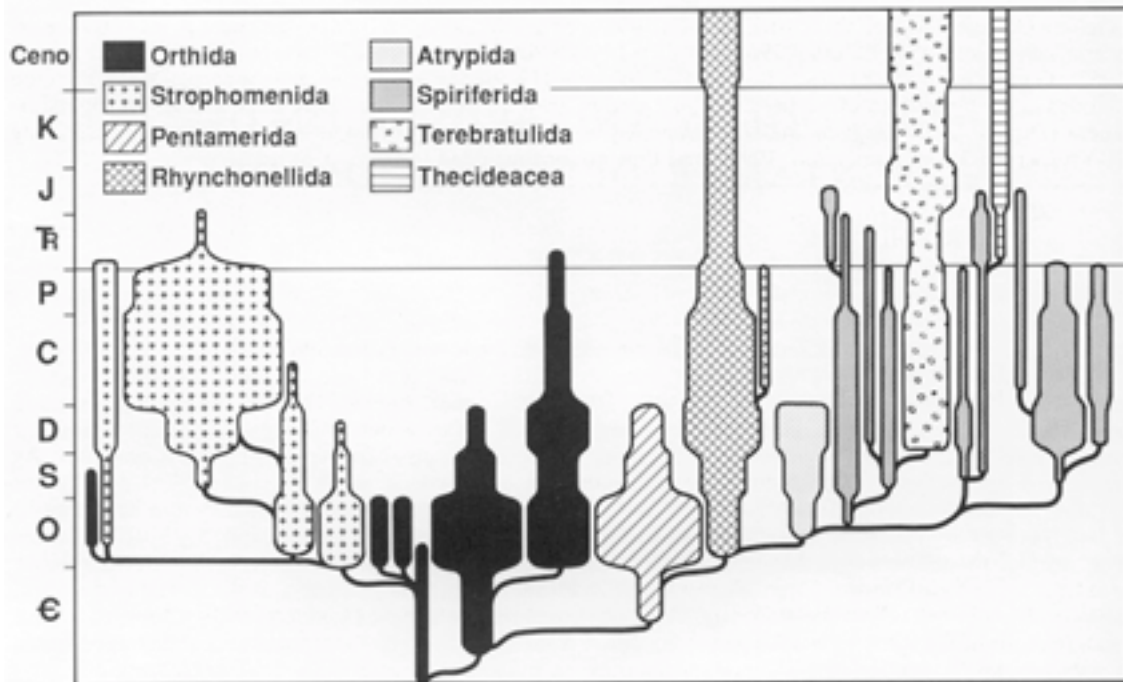 Ceno
K
J
TR
P
C
D
S
O
Є
Orthida
Strophomenida
Pentamerida
Rhynchonellida
Atrypida
Spiriferida
Terebratulida
Thecideacea